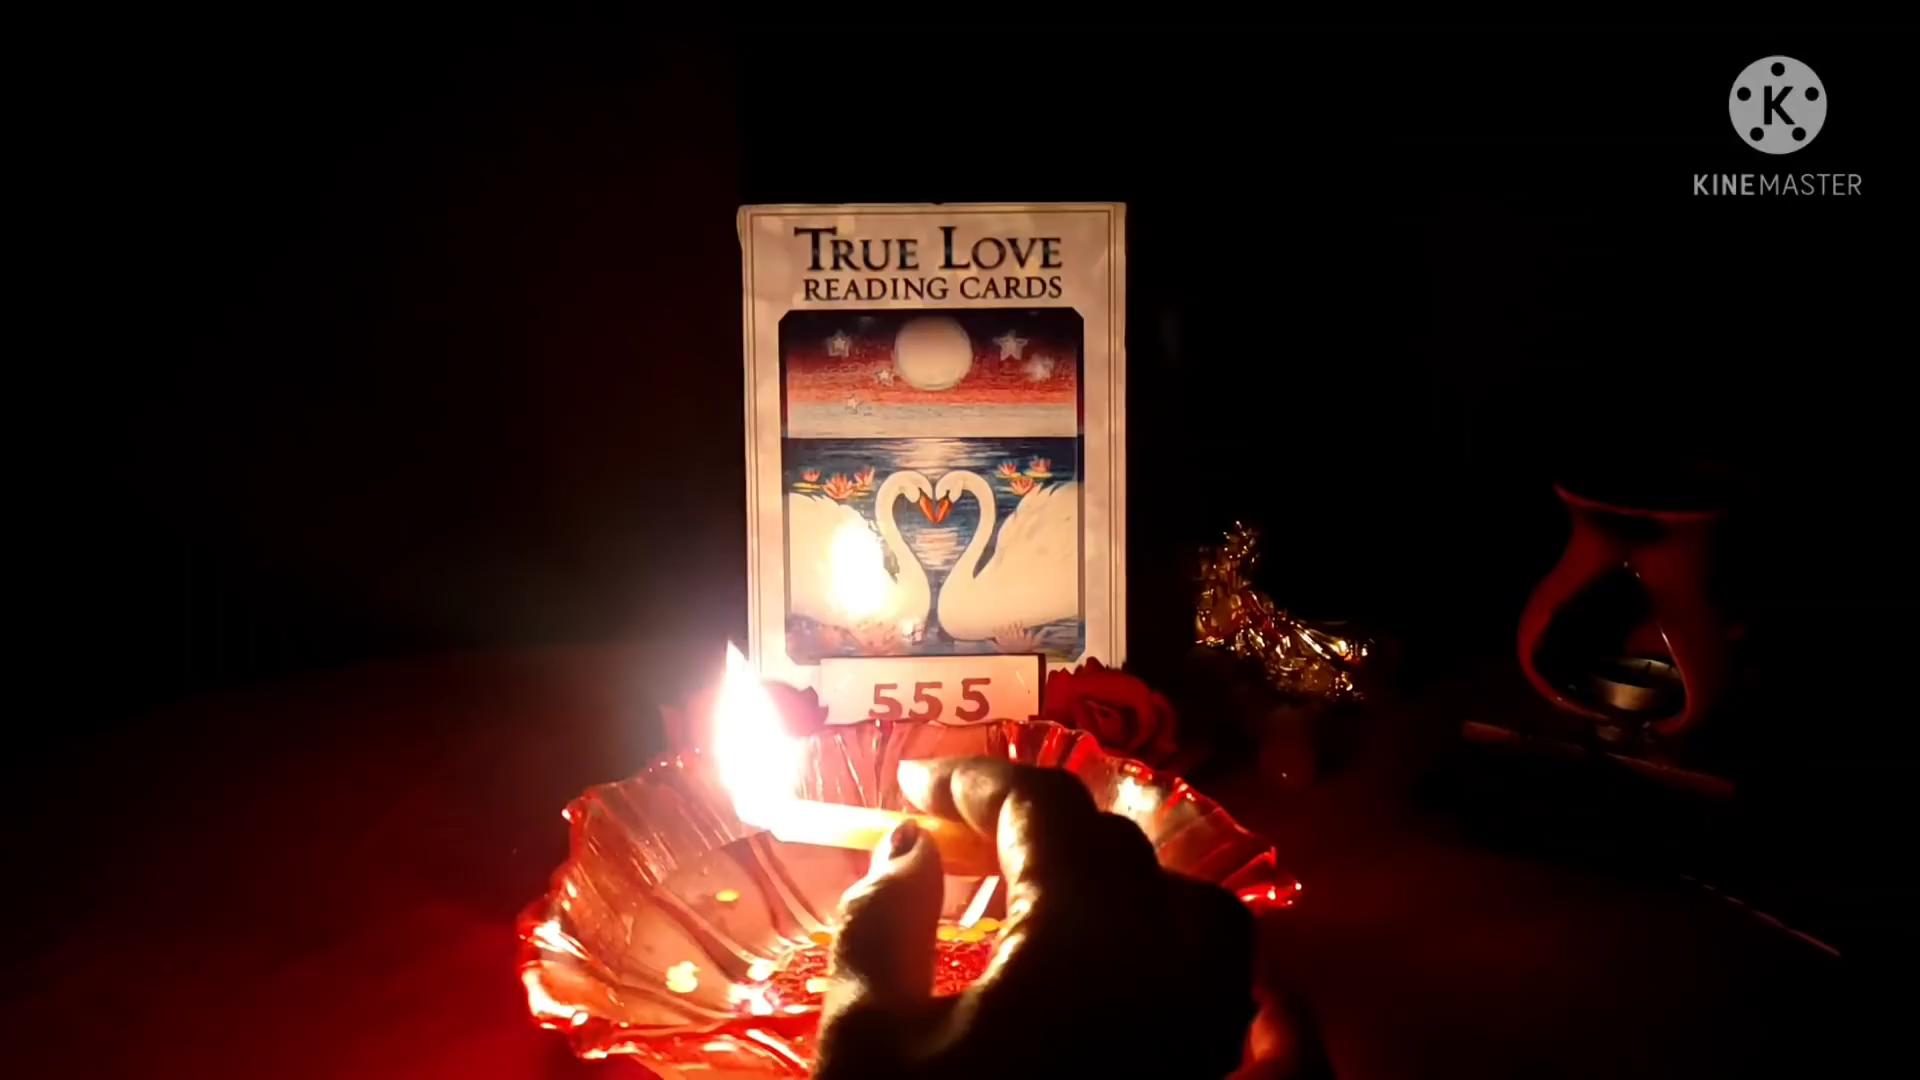 K
KINEMASTER
TRUE LOVE
READING CARDS
555